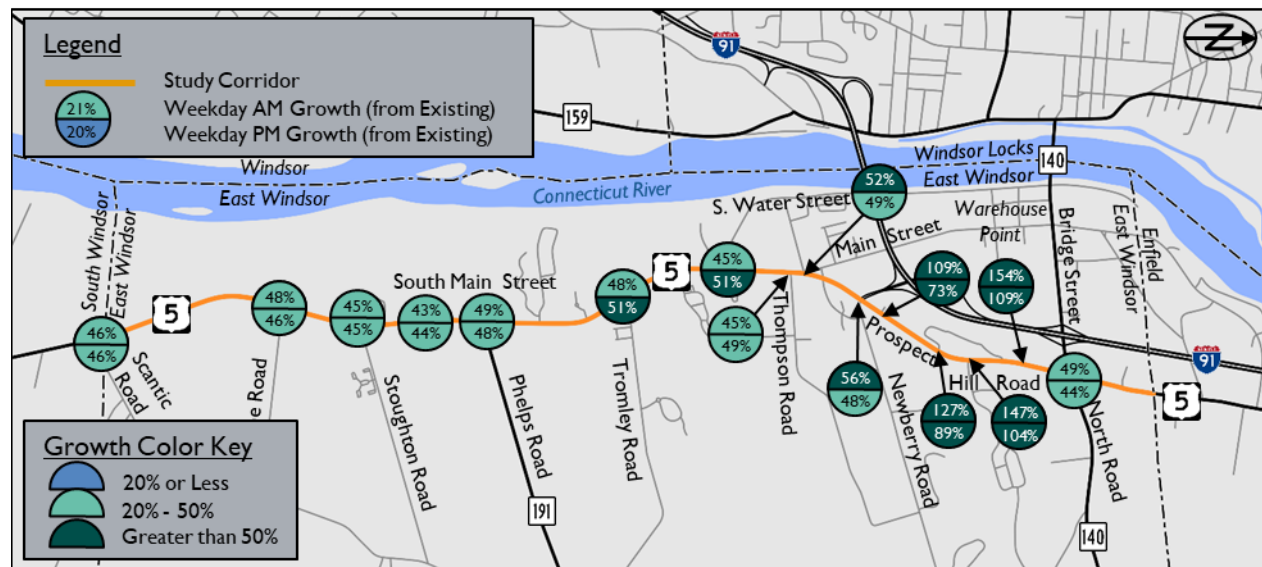 Legend
Study Corridor
21%
20%
Weekday AM Growth (from Existing)
Weekday PM Growth (from Existing)
91
159
Z
Windsor
East Windsor
Connecticut River
Windsor Locks
East Windsor
140
South Windsor
East Windsor
Enfield
East Windsor
S. Water Street
Main Street
Warehouse
Point
Bridge Street
52%
49%
5
South Main Street
5
46%
46%
48%
46%
45%
45%
43%
44%
49%
48%
48%
51%
45%
51%
45%
49%
56%
48%
109%
73%
127%
89%
147%
104%
154%
109%
49%
44%
Prospect
Hill Road
91
5
Scantic
Road
e Road
Stoughton Road
Phelps Road
Tromley Road
Thompson Road
Newberry Road
North Road
191
140
Growth Color Key
20% or Less
20% - 50%
Greater than 50%